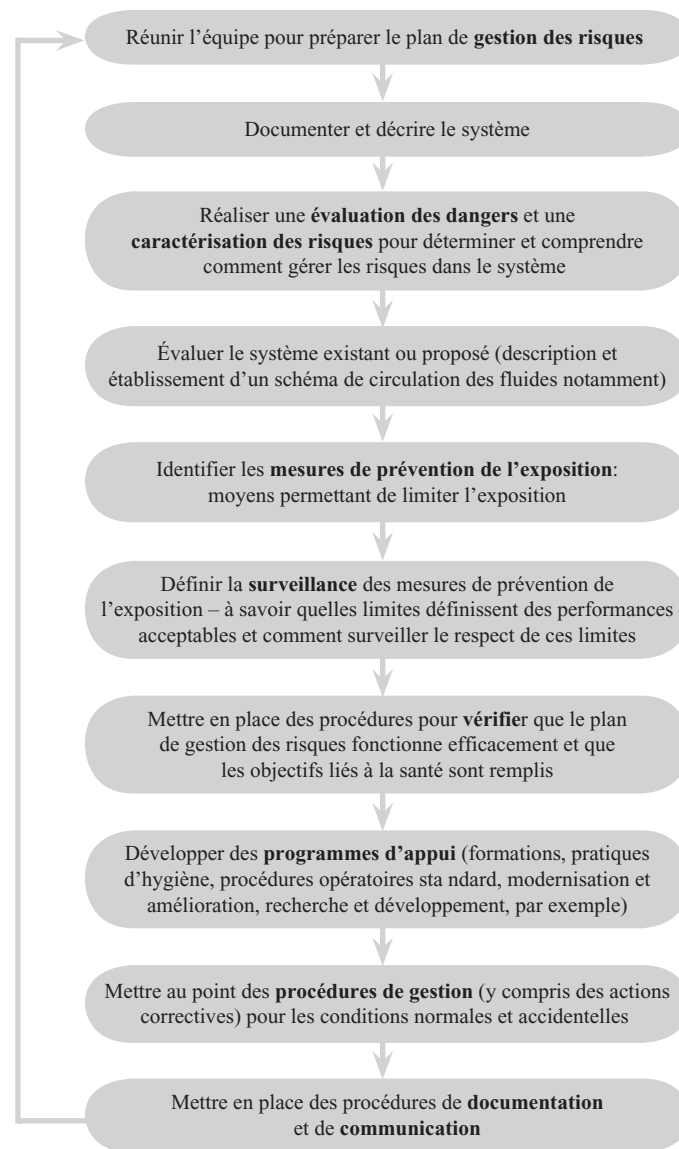 Réunir l’équipe pour préparer le plan de gestion des risques
Documenter et décrire le système
Réaliser une évaluation des dangers et une
caractérisation des risques pour déterminer et comprendre
comment gérer les risques dans le système
Évaluer le système existant ou proposé (description et
établissement d’un schéma de circulation des fluides notamment)
Identifier les mesures de prévention de l’exposition:
moyens permettant de limiter l’exposition
Définir la surveillance des mesures de prévention de
l’exposition – à savoir quelles limites définissent des performances
acceptables et comment surveiller le respect de ces limites
Mettre en place des procédures pour vérifier que le plan
de gestion des risques fonctionne efficacement et que
les objectifs liés à la santé sont remplis
Développer des programmes d’appui (formations, pratiques
d’hygiène, procédures opératoires sta ndard, modernisation et
amélioration, recherche et développement, par exemple)
Mettre au point des procédures de gestion (y compris des actions
correctives) pour les conditions normales et accidentelles
Mettre en place des procédures de documentation
et de communication